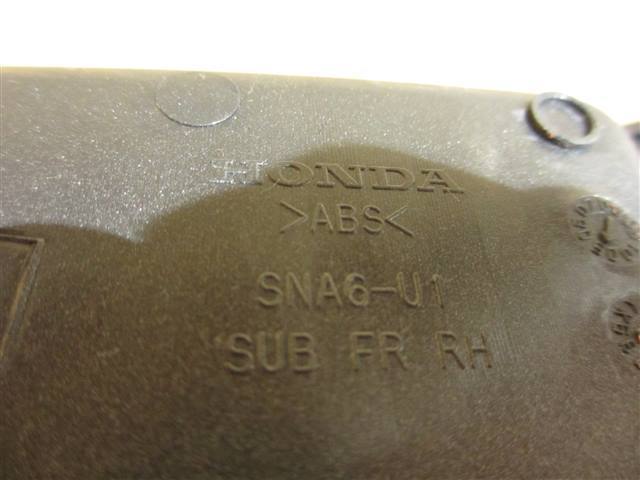 HONDA
>ABS<
SNA6-U1
SUB FR RH